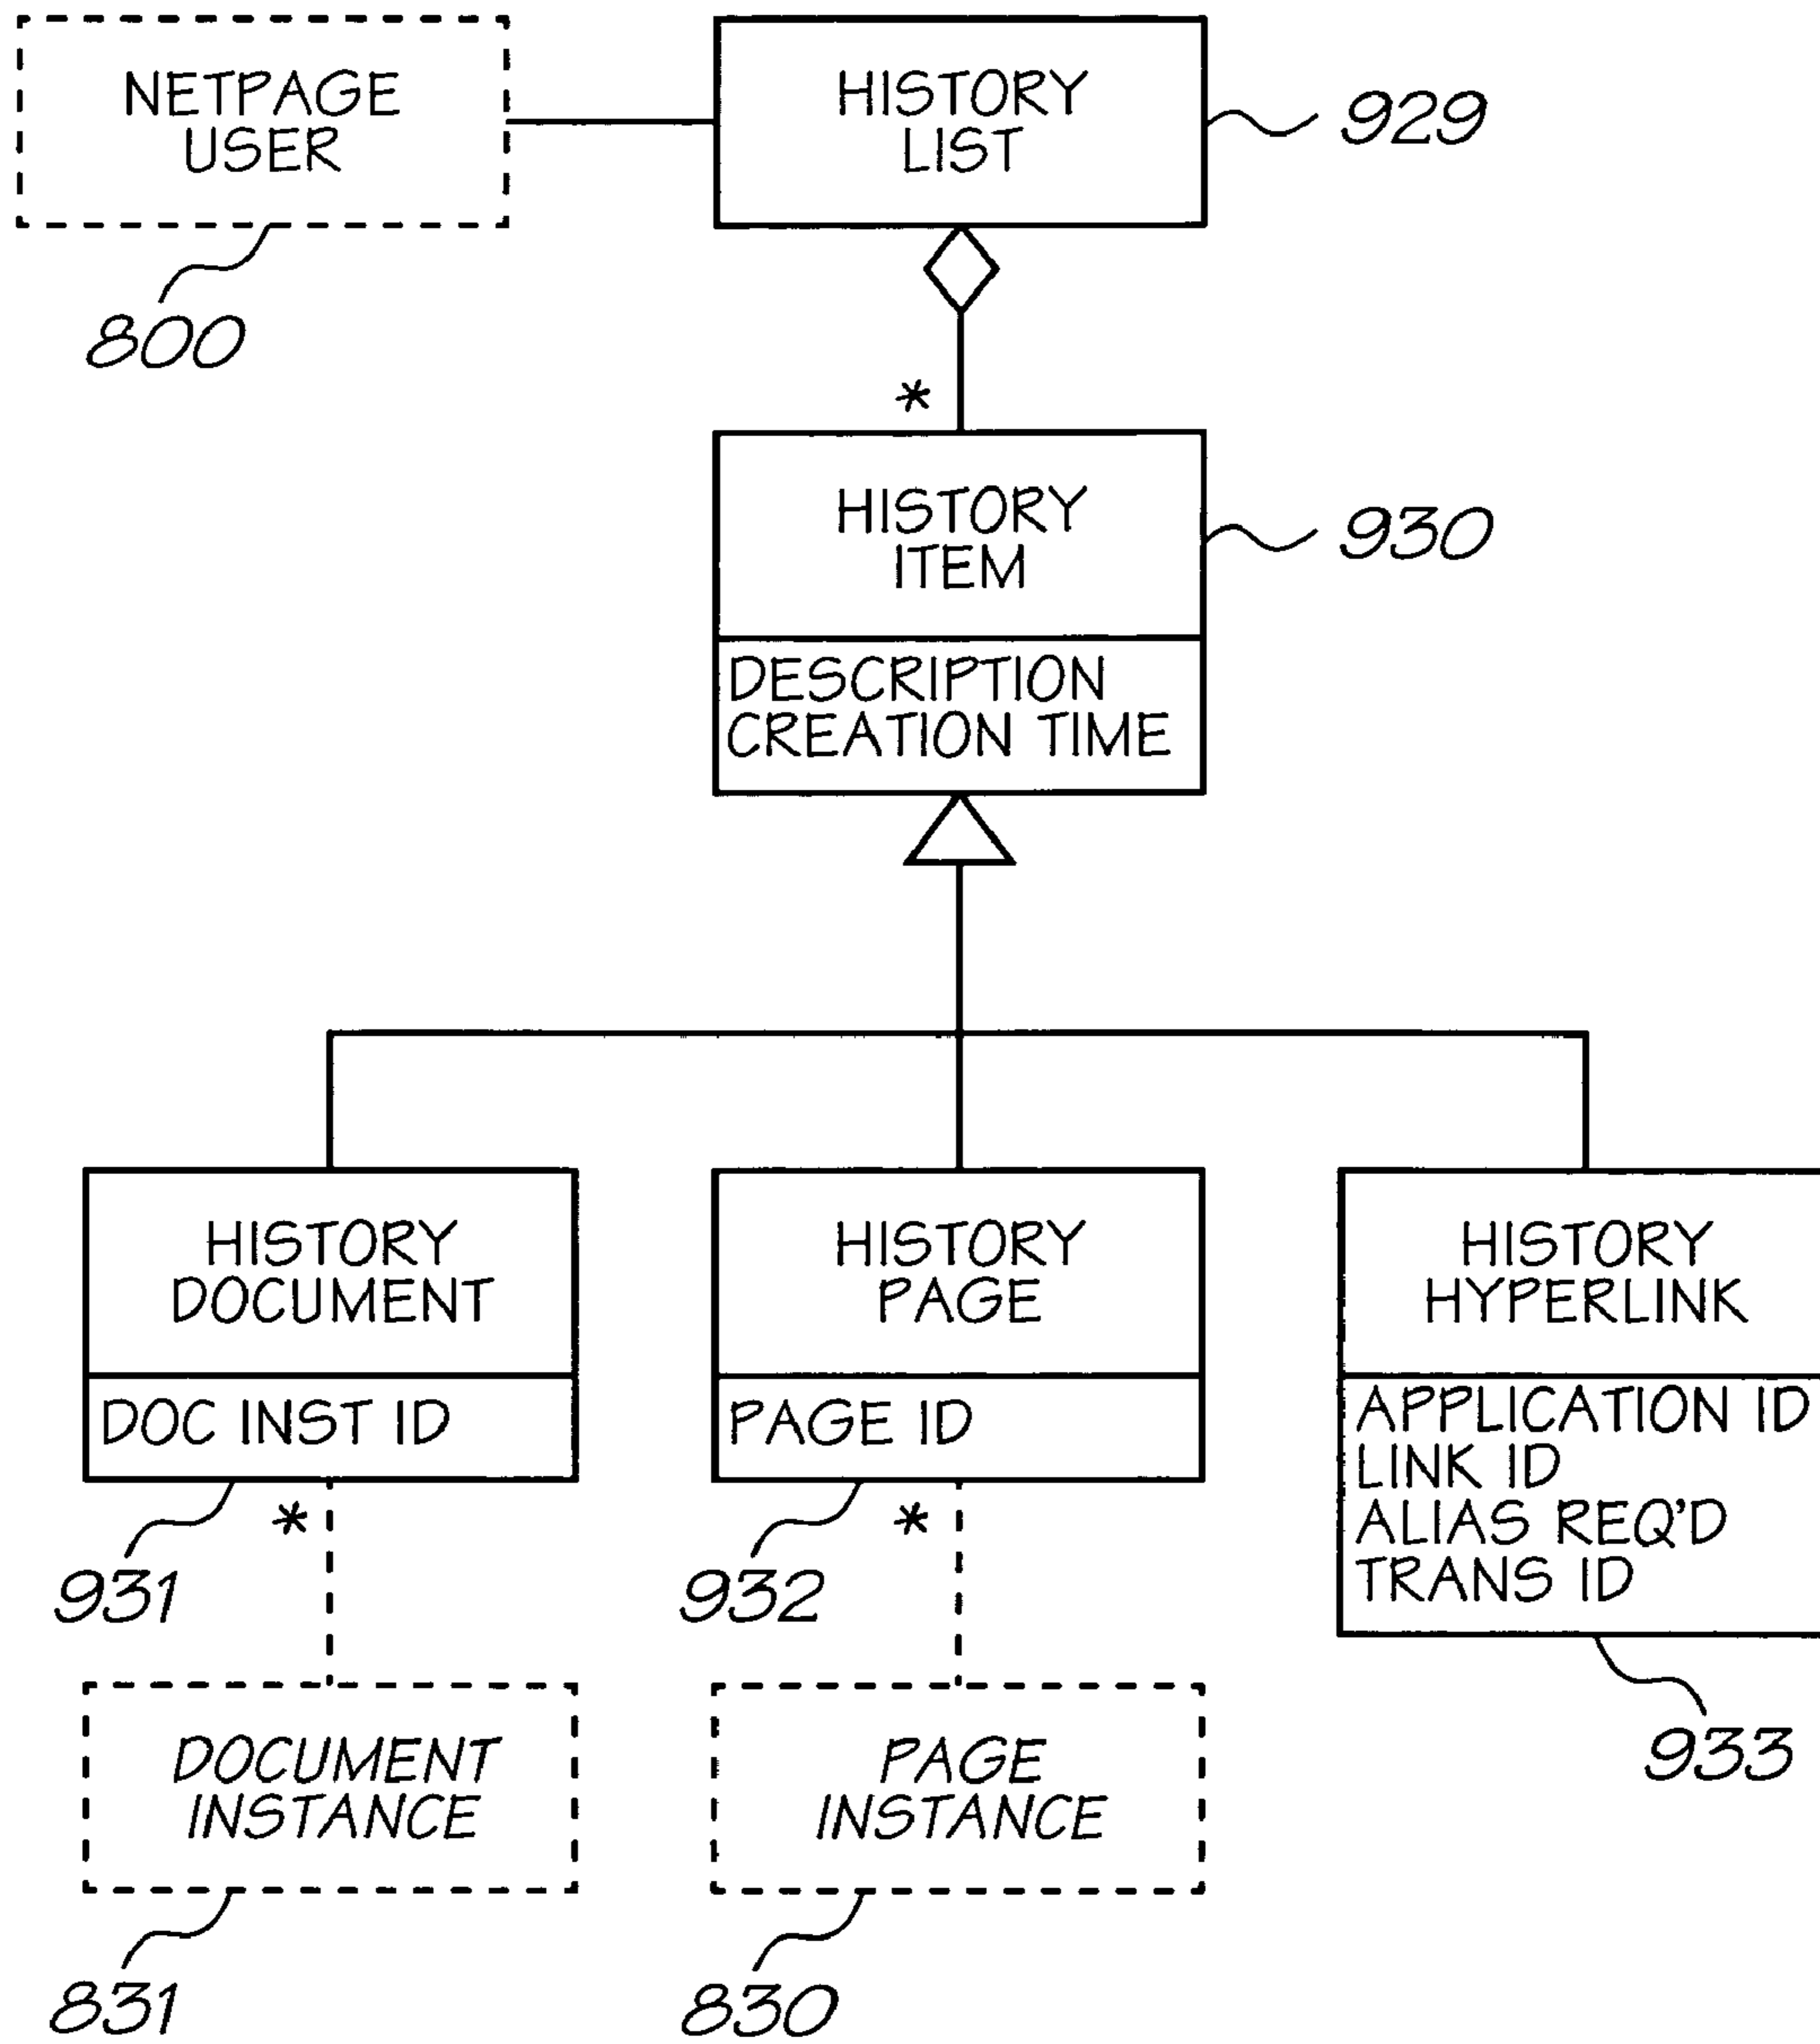 NETPAGE
USER
800
HISTORY
LIST
929
*
HISTORY
ITEM
930
DESCRIPTION
CREATION TIME
HISTORY
DOCUMENT
DOC INST ID
931
*
HISTORY
PAGE
PAGE ID
932
*
HISTORY
HYPERLINK
APPLICATION ID
LINK ID
ALIAS REQ'D
TRANS ID
933
DOCUMENT
INSTANCE
831
PAGE
INSTANCE
830